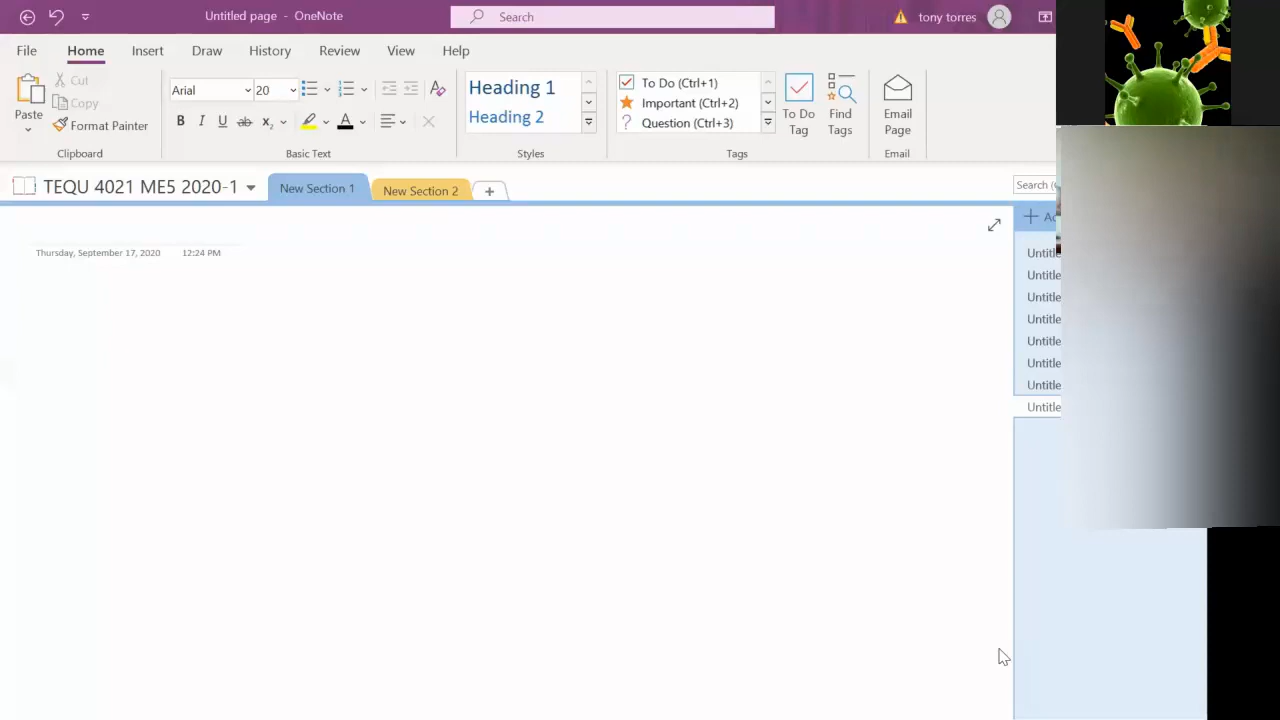 Untitled page - OneNote
Search
tony torres
File Home Insert Draw History Review View Help
Paste
Cut
Copy
Format Painter
Clipboard
Arial 20
B I U ab x₂ A
Basic Text
Heading 1
Heading 2
Styles
To Do (Ctrl+1)
Important (Ctrl+2)
Question (Ctrl+3)
Tags
To Do Tag
Find Tags
Email Page
Email
TEQU 4021 ME5 2020-1
New Section 1
New Section 2
+
Search (
Thursday, September 17, 2020 12:24 PM
Untitle
Untitle
Untitle
Untitle
Untitle
Untitle
Untitle
Untitle